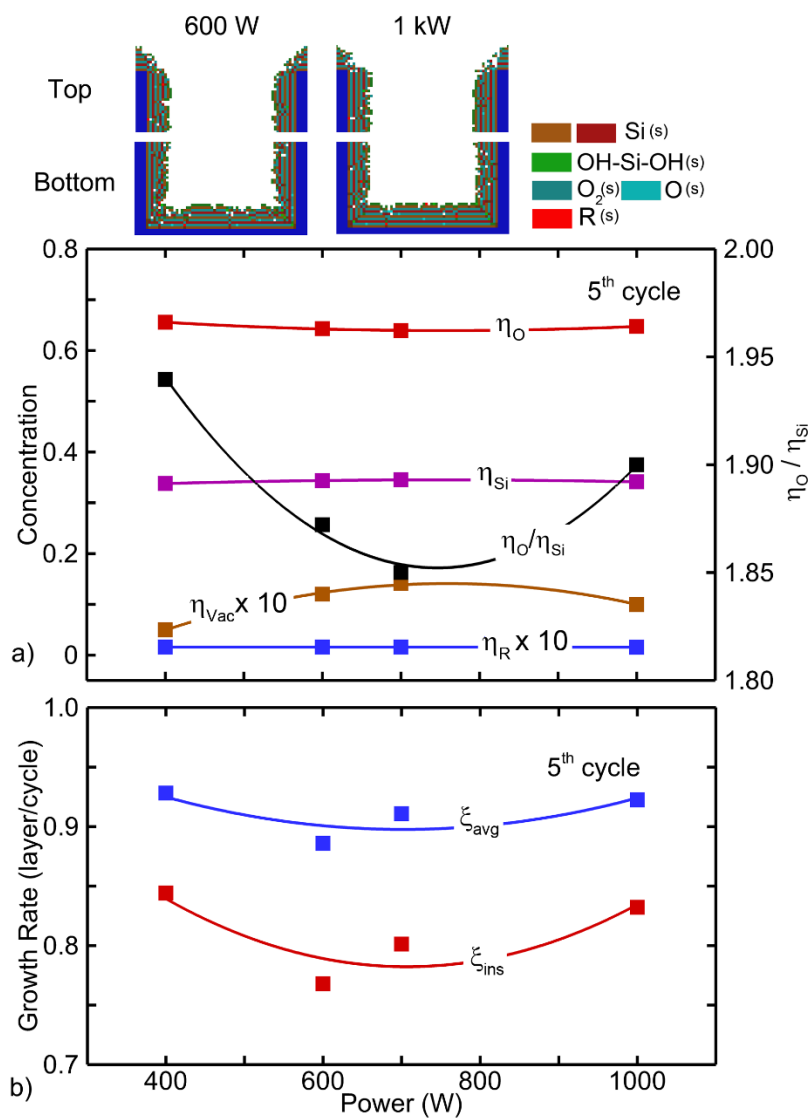 600 W 1 kW
Top
Bottom
Si (s)
OH-Si-OH(s)
O2(s) O(s)
R (s)
a)
Concentration
0.8
0.6
0.4
0.2
0
ηO / ηSi
2.00
1.95
1.90
1.85
1.80
5th cycle
ηO
ηSi
ηO/ηSi
ηVac x 10
ηR x 10
b)
Growth Rate (layer/cycle)
1.0
0.9
0.8
0.7
5th cycle
ξavg
ξins
400 600 800 1000
Power (W)